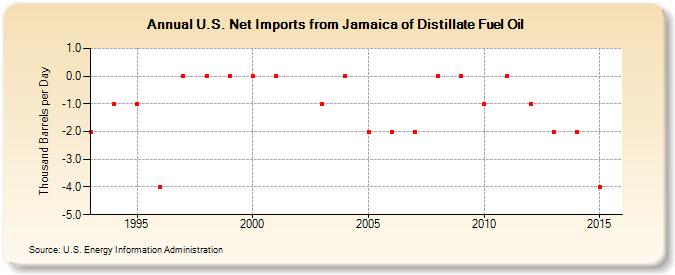 Annual U.S. Net Imports from Jamaica of Distillate Fuel Oil
Thousand Barrels per Day
1.0
0.0
-1.0
-2.0
-3.0
-4.0
-5.0
1995 2000 2005 2010 2015
Source: U.S. Energy Information Administration